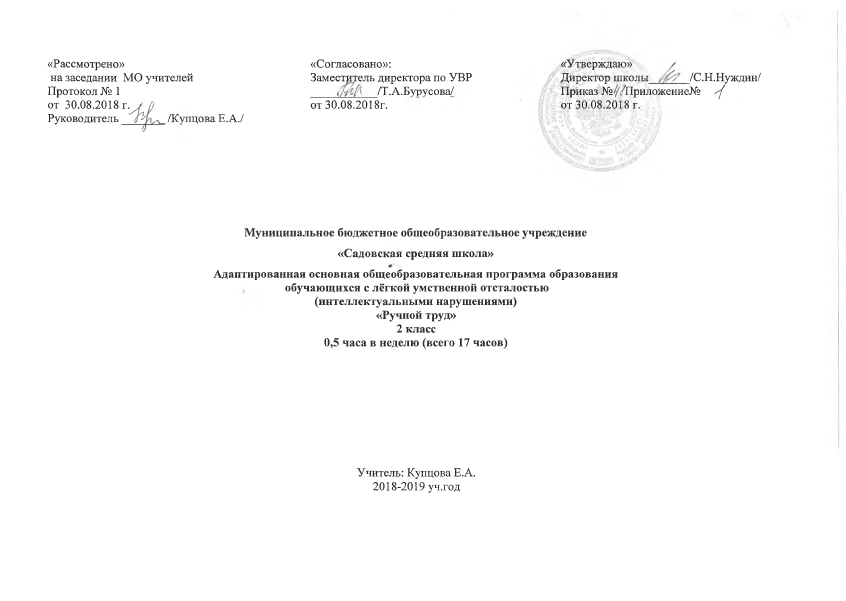 «Рассмотрено»
на заседании МО учителей
Протокол № 1
от 30.08.2018 г.
Руководитель ________ /Купцова Е.А./
«Согласовано»:
Заместитель директора по УВР
____________/Т.А.Бурусова/
от 30.08.2018г.
«Утверждаю»
Директор школы_______/С.Н.Нуждин/
Приказ № Приложение№ 1
от 30.08.2018 г.
Муниципальное бюджетное общеобразовательное учреждение
«Садовская средняя школа»
Адаптированная основная общеобразовательная программа образования
обучающихся с лёгкой умственной отсталостью
(интеллектуальными нарушениями)
«Ручной труд»
2 класс
0,5 часа в неделю (всего 17 часов)
Учитель: Купцова Е.А.
2018-2019 уч.год